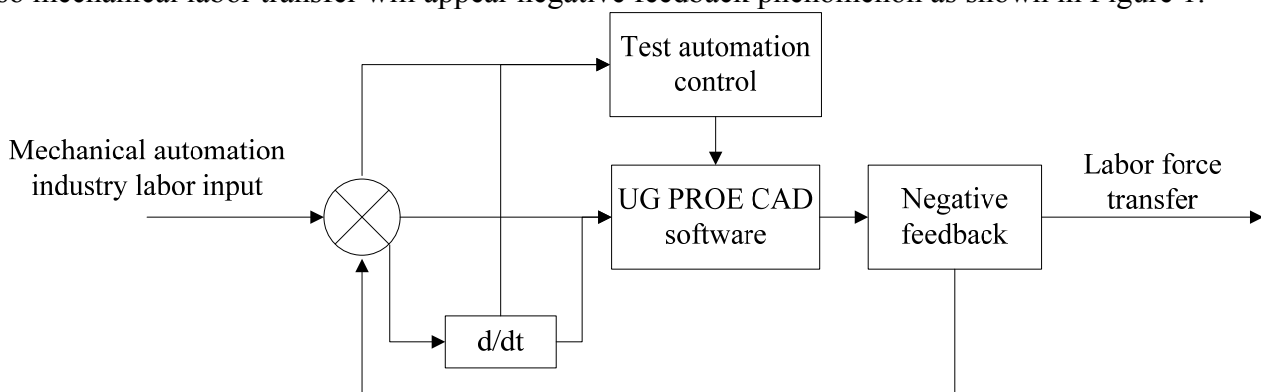 mechanical labor transfer will appear negative feedback phenomenon as shown in Figure 1.
Test automation
control
Mechanical automation
industry labor input
UG PROE CAD
software
Negative
feedback
Labor force
transfer
d/dt